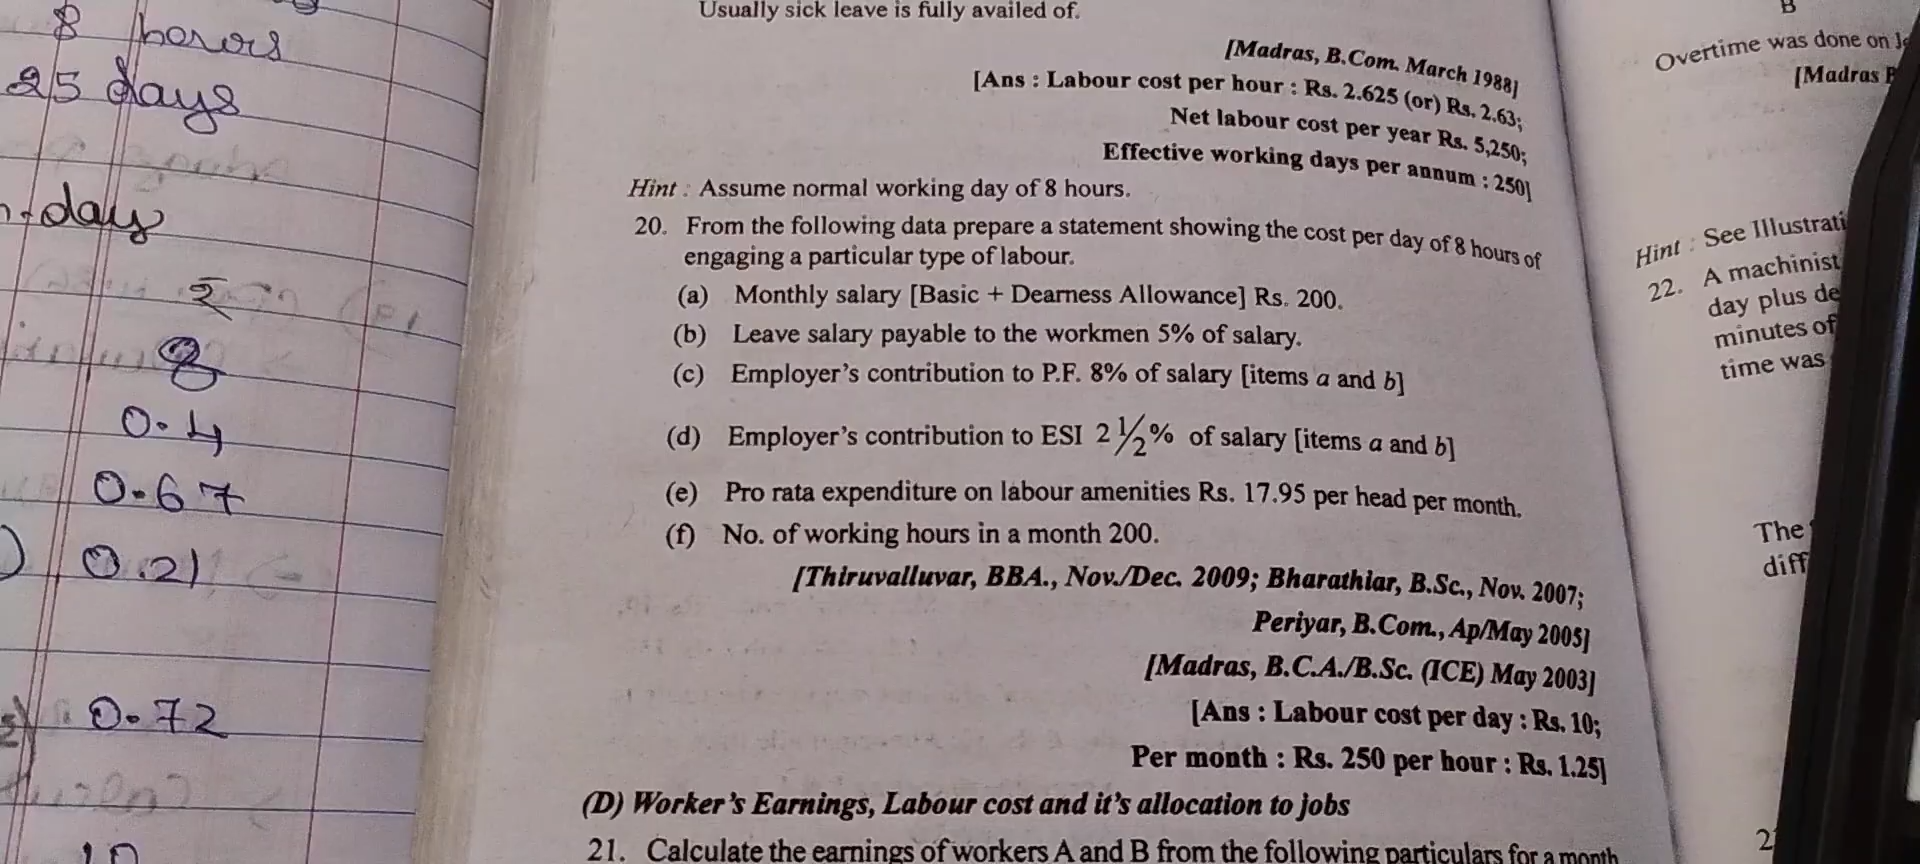 8 hours
25 days
day
₹
8
0.4
0.67
0.21
0.72
10
Usually sick leave is fully availed of.
[Madras, B.Com. March 1988]
[Ans : Labour cost per hour : Rs. 2.625 (or) Rs. 2.63;
Net labour cost per year Rs. 5,250;
Effective working days per annum : 250]
Hint : Assume normal working day of 8 hours.
20. From the following data prepare a statement showing the cost per day of 8 hours of
engaging a particular type of labour.
(a) Monthly salary [Basic + Dearness Allowance] Rs. 200.
(b) Leave salary payable to the workmen 5% of salary.
(c) Employer's contribution to P.F. 8% of salary [items a and b]
(d) Employer's contribution to ESI 2 ½% of salary [items a and b]
(e) Pro rata expenditure on labour amenities Rs. 17.95 per head per month.
(f) No. of working hours in a month 200.
[Thiruvalluvar, BBA., Nov./Dec. 2009; Bharathiar, B.Sc., Nov. 2007;
Periyar, B.Com., Ap/May 2005]
[Madras, B.C.A./B.Sc. (ICE) May 2003]
[Ans : Labour cost per day : Rs. 10;
Per month : Rs. 250 per hour : Rs. 1.25]
(D) Worker's Earnings, Labour cost and it's allocation to jobs
21. Calculate the earnings of workers A and B from the following particulars for a month
B
Overtime was done on
[Madras
Hint : See Illustrati
22. A machinist
day plus de
minutes of
time was
The
diff